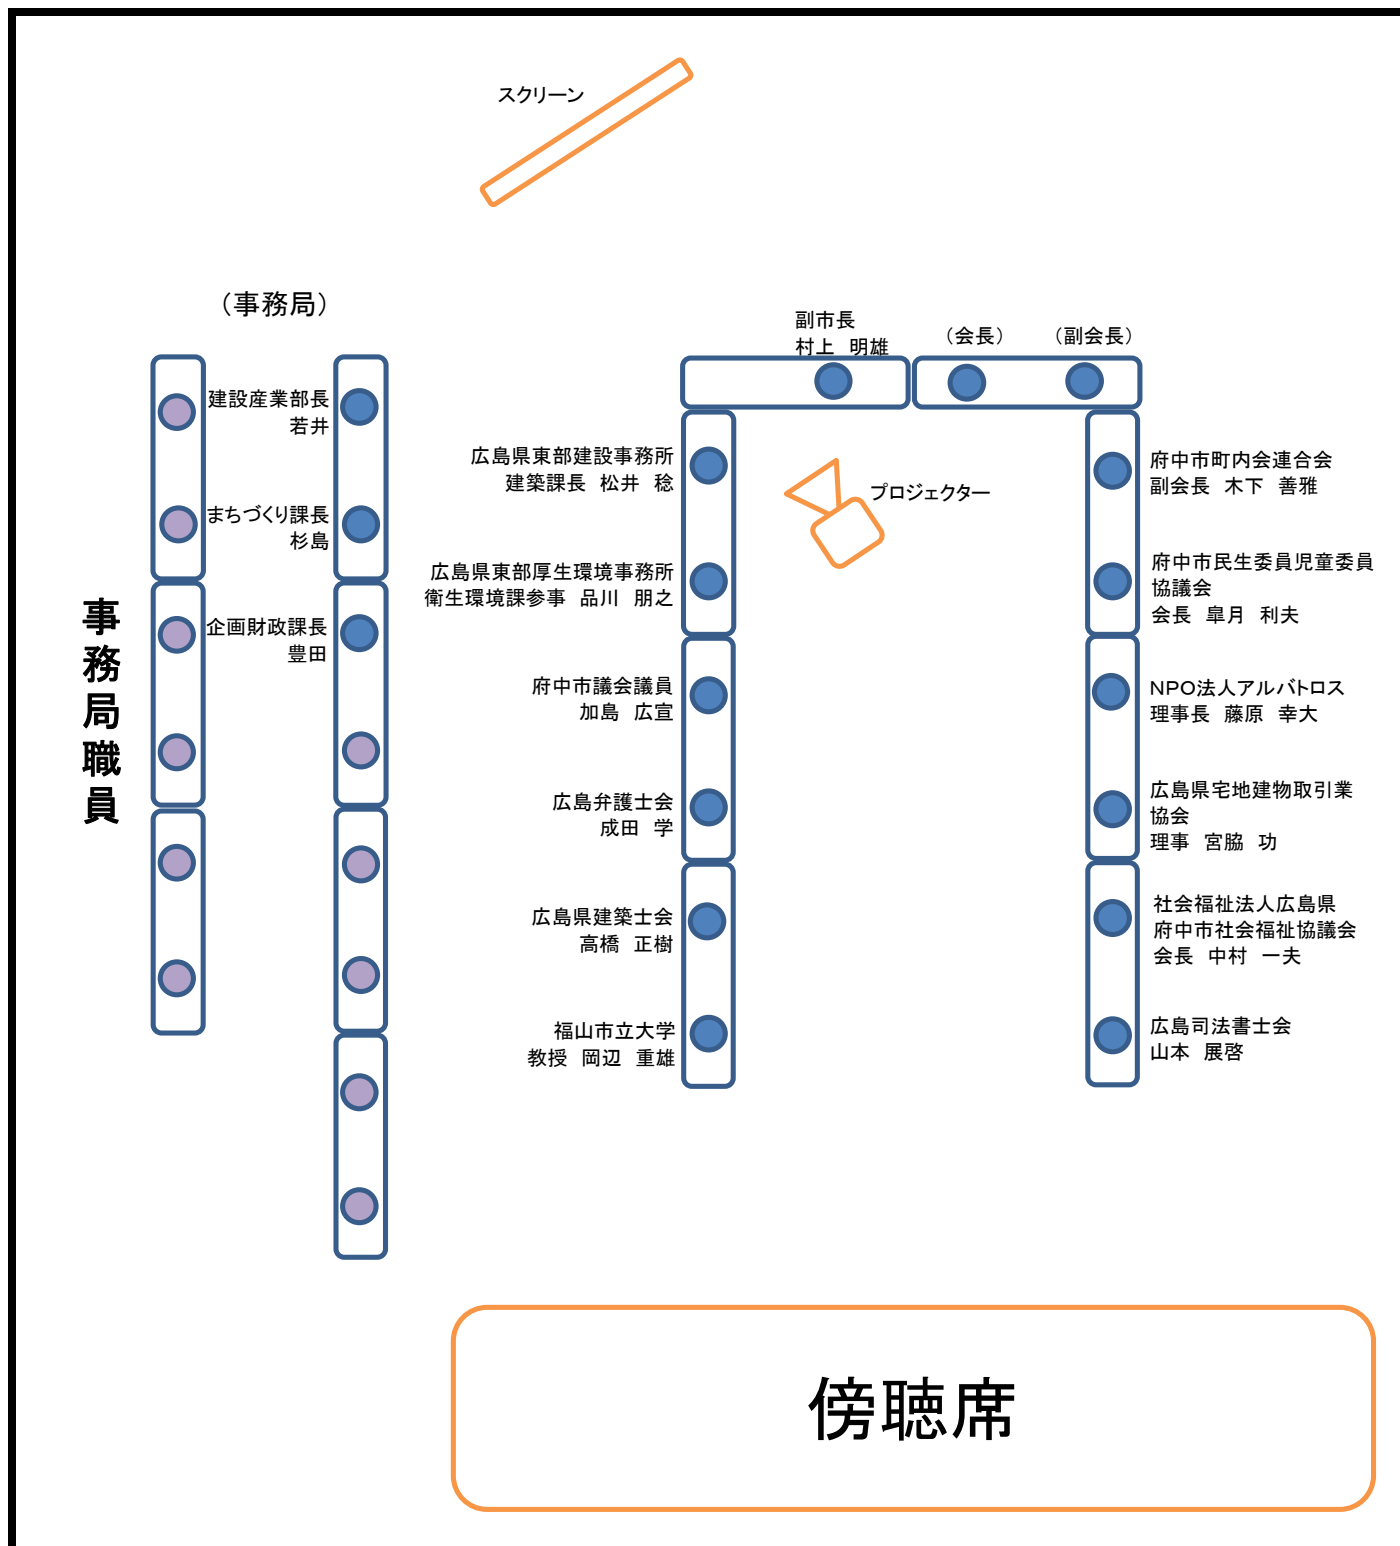 スクリーン
（事務局）
副市長
村上　明雄
（会長）
（副会長）
建設産業部長
若井
まちづくり課長
杉島
企画財政課長
豊田
事務局職員
広島県東部建設事務所
建築課長　松井　稔
広島県東部厚生環境事務所
衛生環境課参事　品川　朋之
府中市議会議員
加島　広宣
広島弁護士会
成田　学
広島県建築士会
高橋　正樹
福山市立大学
教授　岡辺　重雄
プロジェクター
府中市町内会連合会
副会長　木下　善雅
府中市民生委員児童委員
協議会
会長　皐月　利夫
NPO法人アルバトロス
理事長　藤原　幸大
広島県宅地建物取引業
協会
理事　宮脇　功
社会福祉法人広島県
府中市社会福祉協議会
会長　中村　一夫
広島司法書士会
山本　展啓
傍聴席